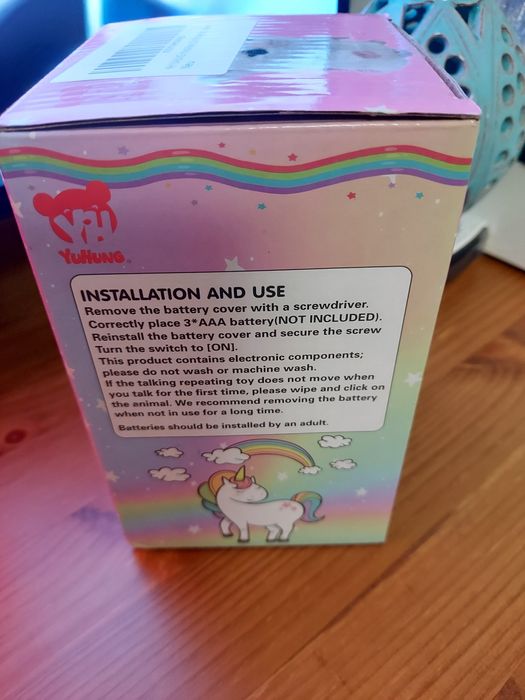 YH
YuHUNG
INSTALLATION AND USE
Remove the battery cover with a screwdriver.
Correctly place 3*AAA battery(NOT INCLUDED).
Reinstall the battery cover and secure the screw
Turn the switch to [ON].
This product contains electronic components;
please do not wash or machine wash.
If the talking repeating toy does not move when
you talk for the first time, please wipe and click on
the animal. We recommend removing the battery
when not in use for a long time.
Batteries should be installed by an adult.